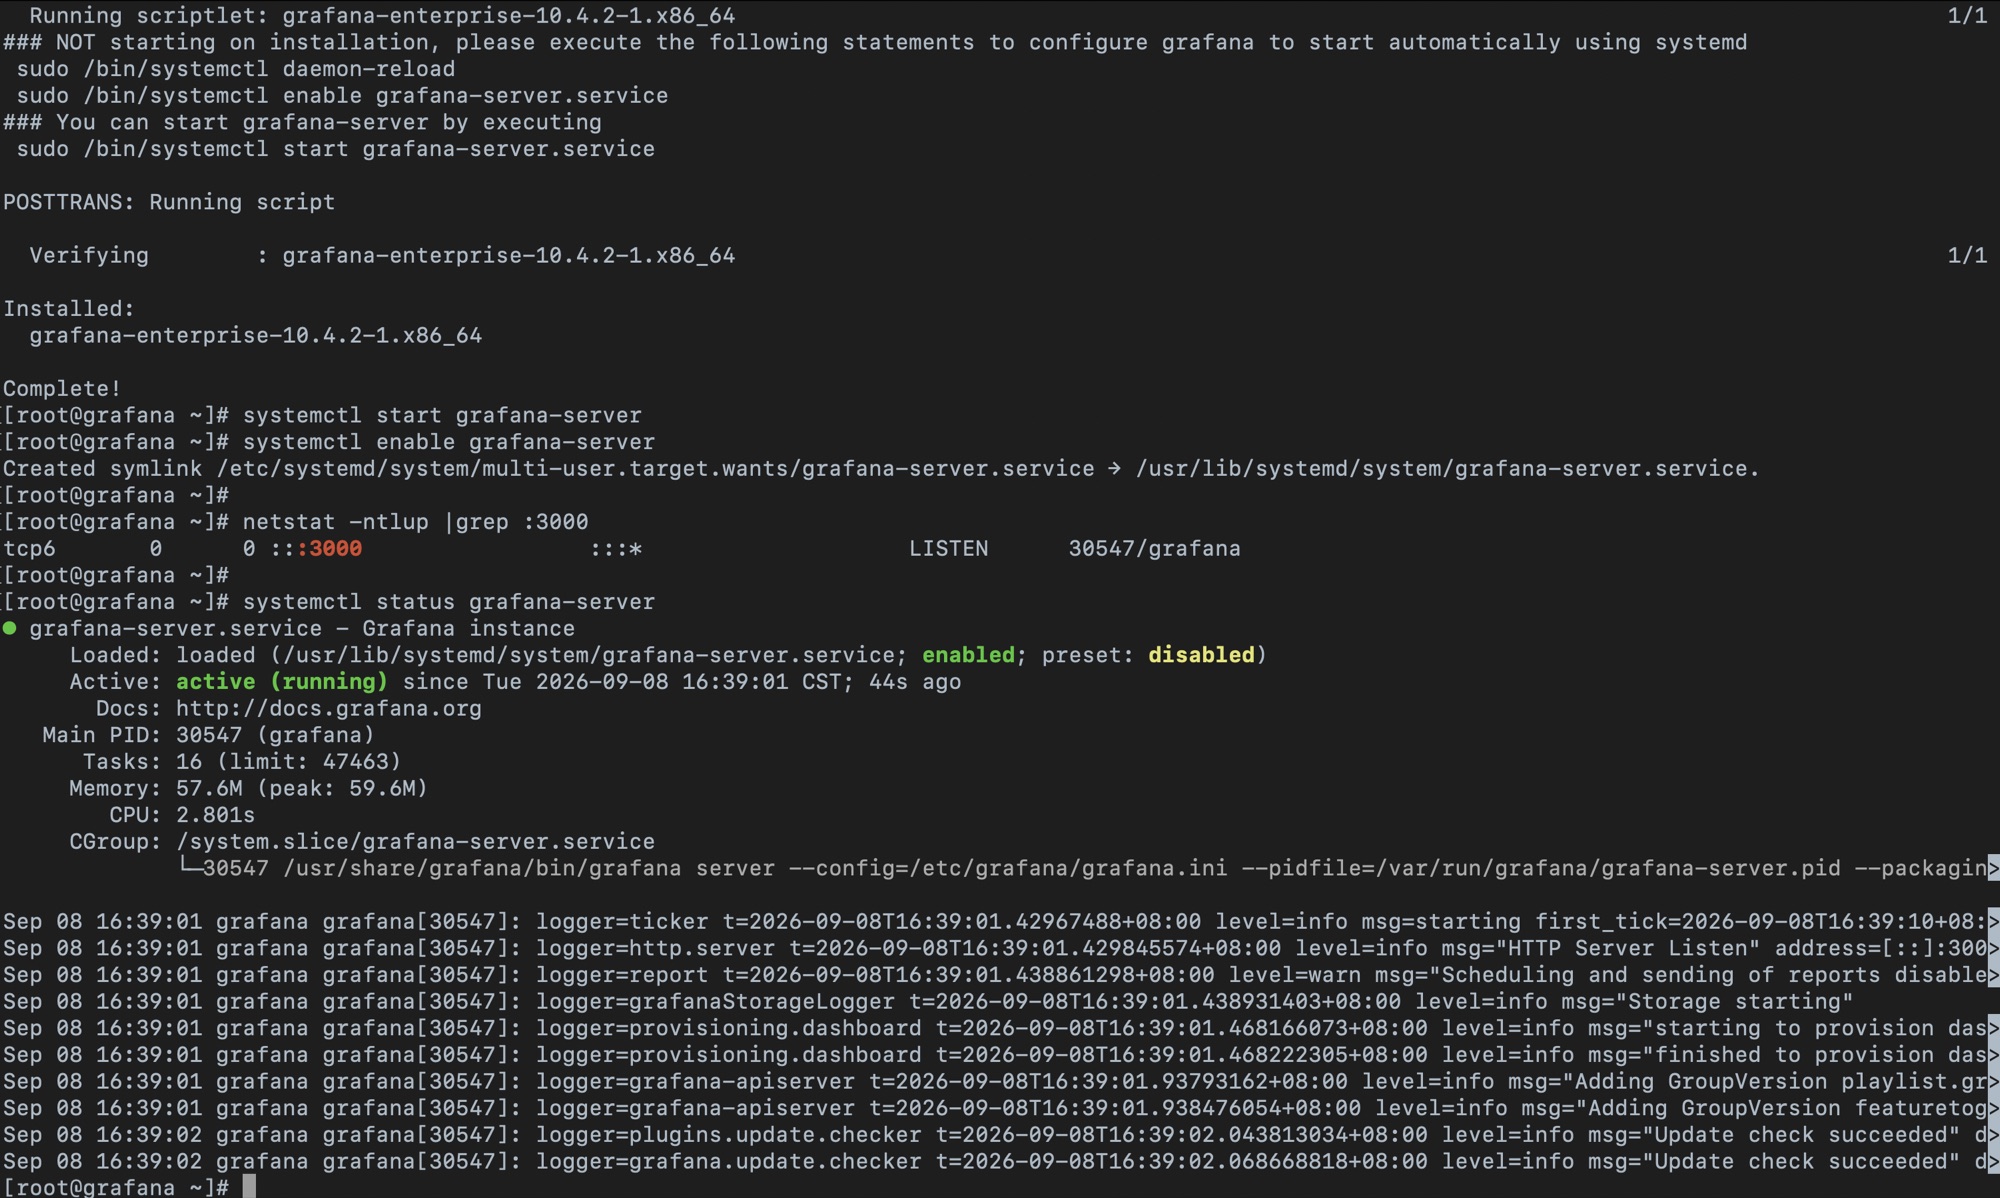 Running scriptlet: grafana-enterprise-10.4.2-1.x86_64                                                                                           1/1
### NOT starting on installation, please execute the following statements to configure grafana to start automatically using systemd
 sudo /bin/systemctl daemon-reload
 sudo /bin/systemctl enable grafana-server.service
### You can start grafana-server by executing
 sudo /bin/systemctl start grafana-server.service
POSTTRANS: Running script
  Verifying        : grafana-enterprise-10.4.2-1.x86_64                                                                                           1/1
Installed:
  grafana-enterprise-10.4.2-1.x86_64
Complete!
[root@grafana ~]# systemctl start grafana-server
[root@grafana ~]# systemctl enable grafana-server
Created symlink /etc/systemd/system/multi-user.target.wants/grafana-server.service → /usr/lib/systemd/system/grafana-server.service.
[root@grafana ~]#
[root@grafana ~]# netstat -ntlup |grep :3000
tcp6       0      0 :::3000                 :::*                    LISTEN      30547/grafana
[root@grafana ~]#
[root@grafana ~]# systemctl status grafana-server
● grafana-server.service - Grafana instance
     Loaded: loaded (/usr/lib/systemd/system/grafana-server.service; enabled; preset: disabled)
     Active: active (running) since Tue 2026-09-08 16:39:01 CST; 44s ago
       Docs: http://docs.grafana.org
   Main PID: 30547 (grafana)
      Tasks: 16 (limit: 47463)
     Memory: 57.6M (peak: 59.6M)
        CPU: 2.801s
     CGroup: /system.slice/grafana-server.service
             └─30547 /usr/share/grafana/bin/grafana server --config=/etc/grafana/grafana.ini --pidfile=/var/run/grafana/grafana-server.pid --packagin>
Sep 08 16:39:01 grafana grafana[30547]: logger=ticker t=2026-09-08T16:39:01.42967488+08:00 level=info msg=starting first_tick=2026-09-08T16:39:10+08:>
Sep 08 16:39:01 grafana grafana[30547]: logger=http.server t=2026-09-08T16:39:01.429845574+08:00 level=info msg="HTTP Server Listen" address=[::]:300>
Sep 08 16:39:01 grafana grafana[30547]: logger=report t=2026-09-08T16:39:01.438861298+08:00 level=warn msg="Scheduling and sending of reports disable>
Sep 08 16:39:01 grafana grafana[30547]: logger=grafanaStorageLogger t=2026-09-08T16:39:01.438931403+08:00 level=info msg="Storage starting"
Sep 08 16:39:01 grafana grafana[30547]: logger=provisioning.dashboard t=2026-09-08T16:39:01.468166073+08:00 level=info msg="starting to provision das>
Sep 08 16:39:01 grafana grafana[30547]: logger=provisioning.dashboard t=2026-09-08T16:39:01.468222305+08:00 level=info msg="finished to provision das>
Sep 08 16:39:01 grafana grafana[30547]: logger=grafana-apiserver t=2026-09-08T16:39:01.93793162+08:00 level=info msg="Adding GroupVersion playlist.gr>
Sep 08 16:39:01 grafana grafana[30547]: logger=grafana-apiserver t=2026-09-08T16:39:01.938476054+08:00 level=info msg="Adding GroupVersion featuretog>
Sep 08 16:39:02 grafana grafana[30547]: logger=plugins.update.checker t=2026-09-08T16:39:02.043813034+08:00 level=info msg="Update check succeeded" d>
Sep 08 16:39:02 grafana grafana[30547]: logger=grafana.update.checker t=2026-09-08T16:39:02.068668818+08:00 level=info msg="Update check succeeded" d>
[root@grafana ~]#